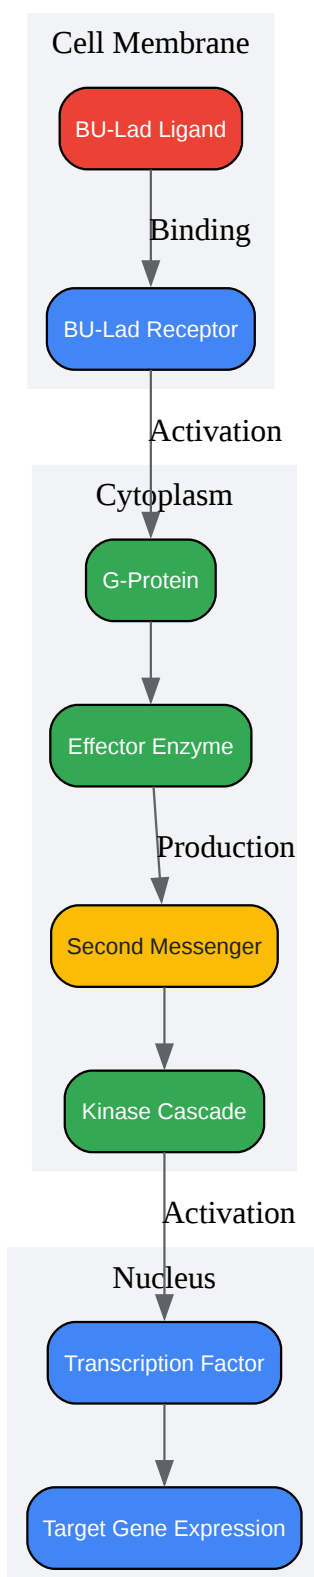 Cell Membrane
BU-Lad Ligand
Binding
BU-Lad Receptor
Activation
Cytoplasm
G-Protein
Effector Enzyme
Production
Second Messenger
Kinase Cascade
Activation
Nucleus
Transcription Factor
Target Gene Expression